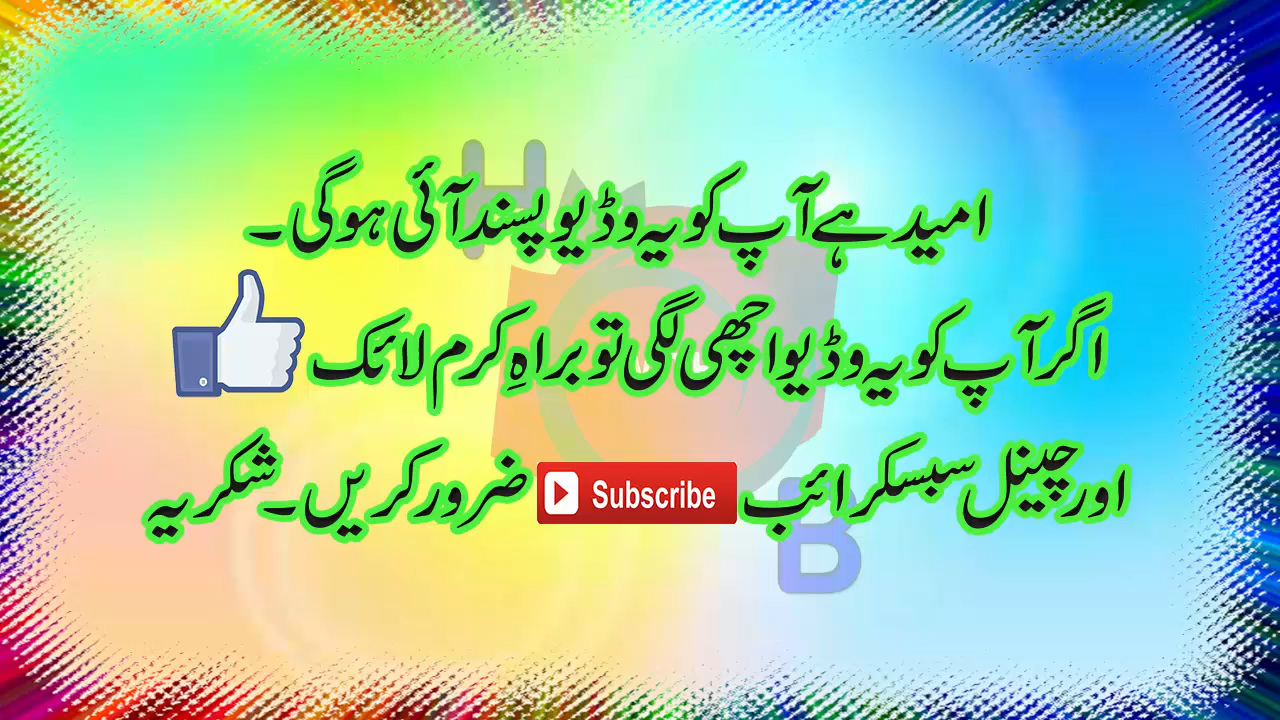 H
امید ہے آپ کو یہ وڈیو پسند آئی ہوگی۔
اگر آپ کو یہ وڈیو اچھی لگی تو براہِ کرم لائک
اور چینل سبسکرائب Subscribe ضرور کریں۔ شکریہ
B